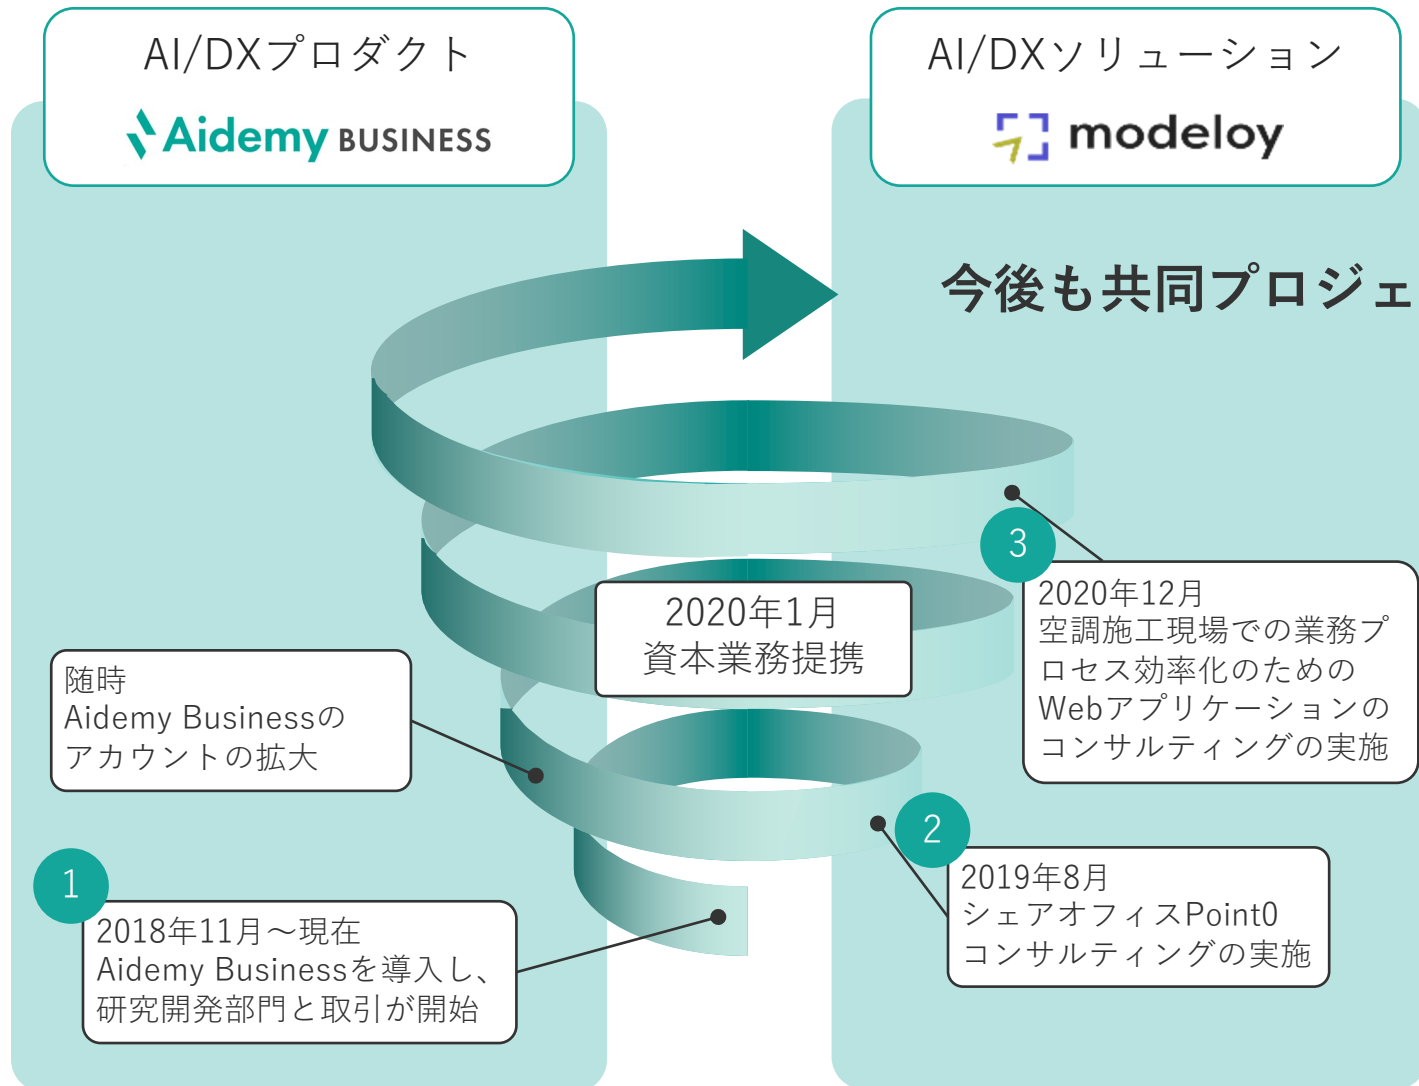 AI/DXプロダクト
Aidemy BUSINESS
AI/DXソリューション
modeloy
今後も共同プロジェ
3
2020年12月
空調施工現場での業務プ
ロセス効率化のための
Webアプリケーションの
コンサルティングの実施
2020年1月
資本業務提携
随時
Aidemy Businessの
アカウントの拡大
2
2019年8月
シェアオフィスPoint0
コンサルティングの実施
1
2018年11月～現在
Aidemy Businessを導入し、
研究開発部門と取引が開始